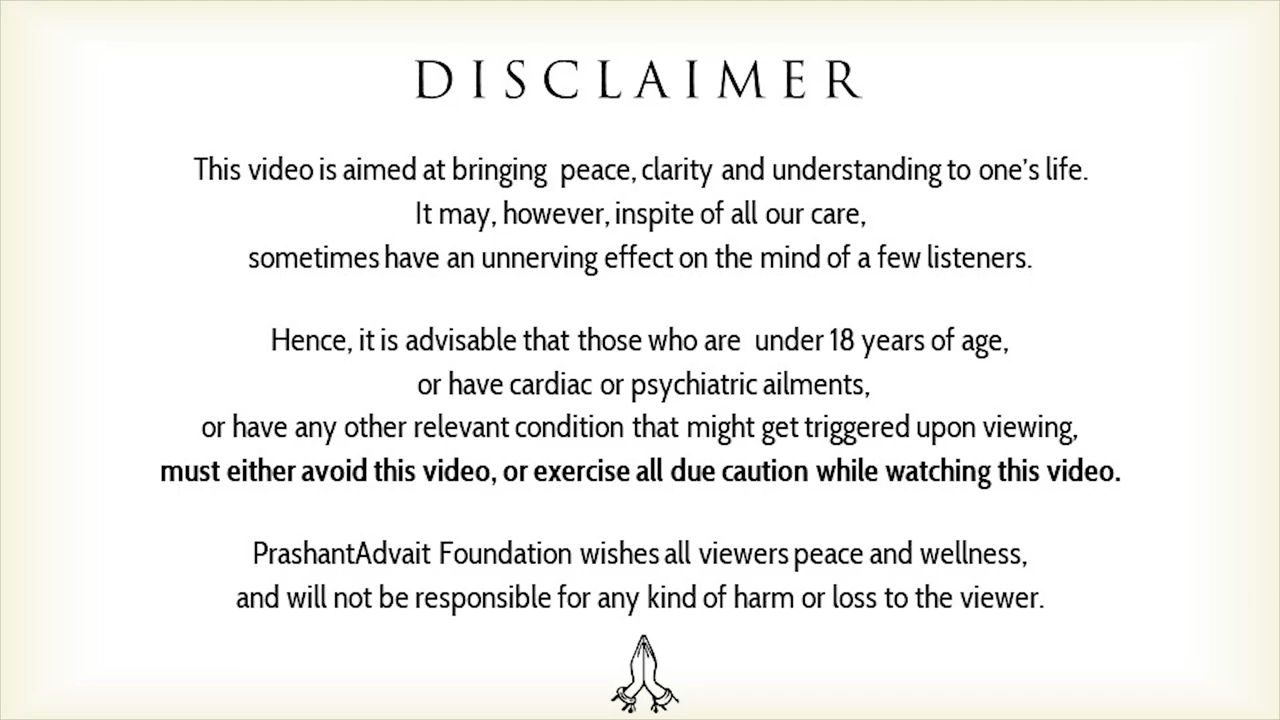 DISCLAIMER
This video is aimed at bringing peace, clarity and understanding to one's life.
It may, however, inspite of all our care,
sometimes have an unnerving effect on the mind of a few listeners.
Hence, it is advisable that those who are under 18 years of age,
or have cardiac or psychiatric ailments,
or have any other relevant condition that might get triggered upon viewing,
must either avoid this video, or exercise all due caution while watching this video.
PrashantAdvait Foundation wishes all viewers peace and wellness,
and will not be responsible for any kind of harm or loss to the viewer.